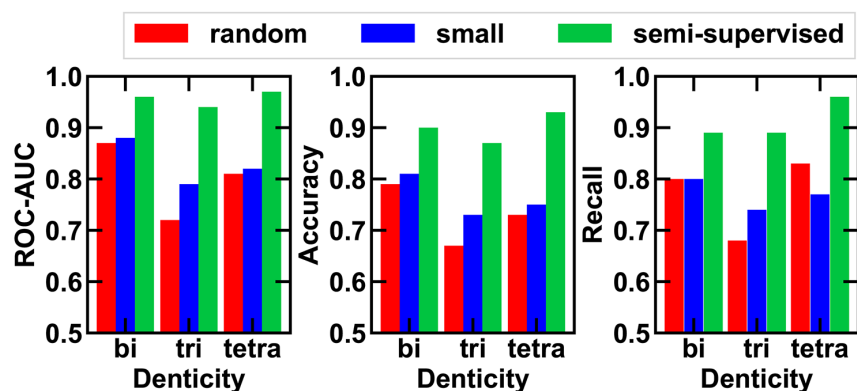 random small semi-supervised
ROC-AUC
1.0
0.9
0.8
0.7
0.6
0.5
bi tri tetra
Denticity
Accuracy
1.0
0.9
0.8
0.7
0.6
0.5
bi tri tetra
Denticity
Recall
1.0
0.9
0.8
0.7
0.6
0.5
bi tri tetra
Denticity